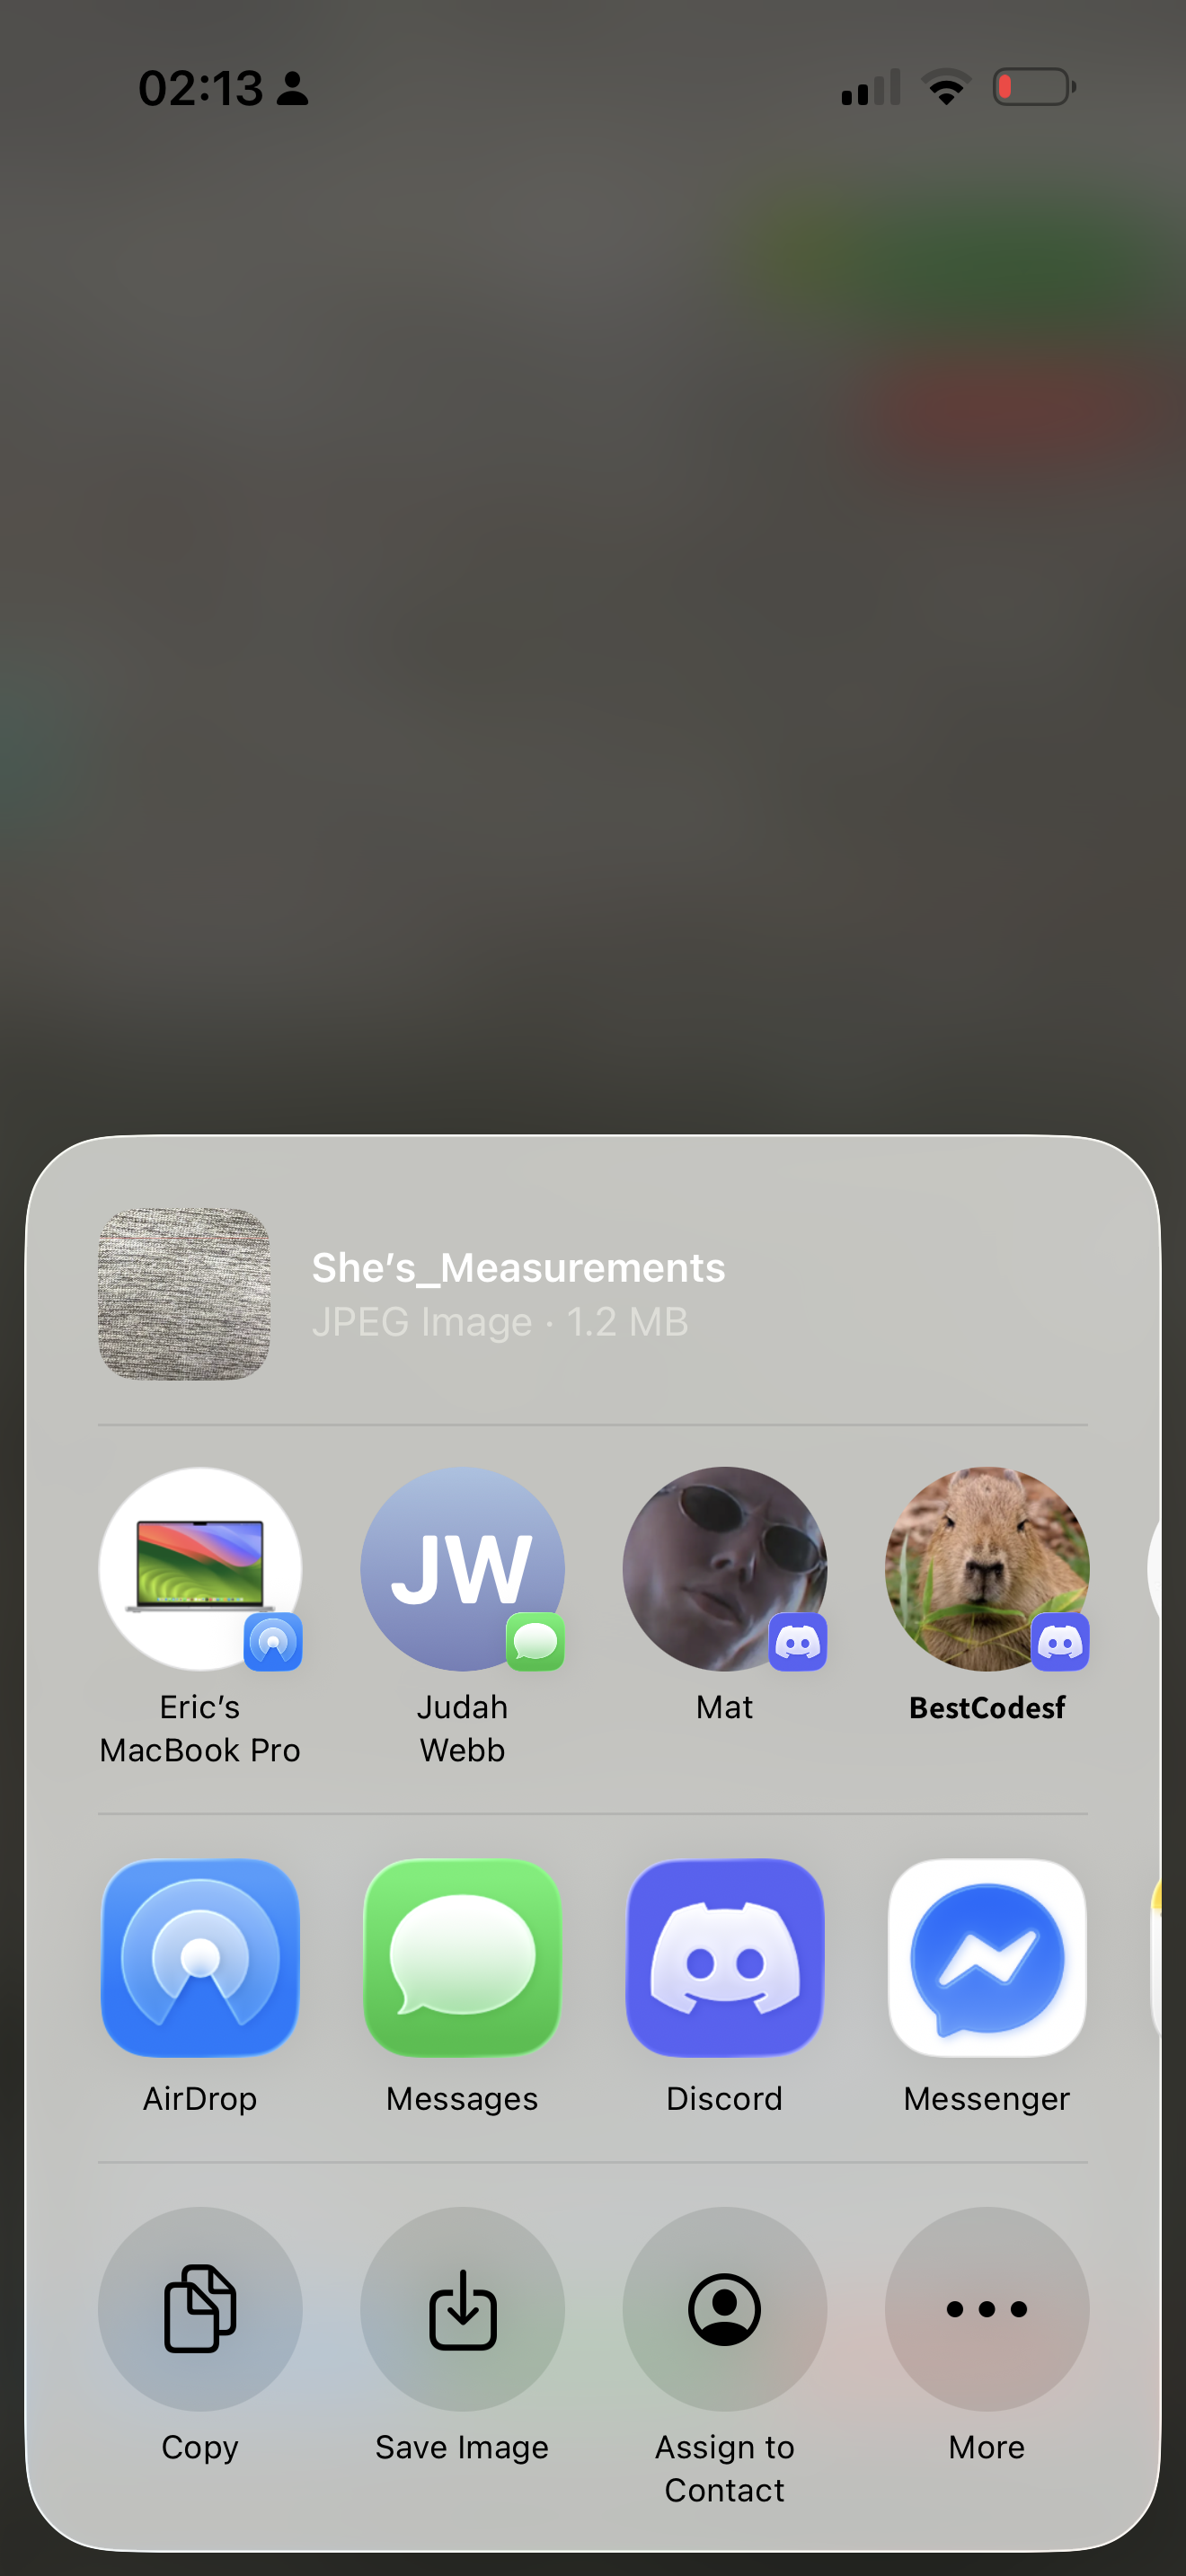 02:13
She’s_Measurements
JPEG Image · 1.2 MB
JW
Eric’s
MacBook Pro
Judah
Webb
Mat
BestCodesf
AirDrop
Messages
Discord
Messenger
Copy
Save Image
Assign to
Contact
More